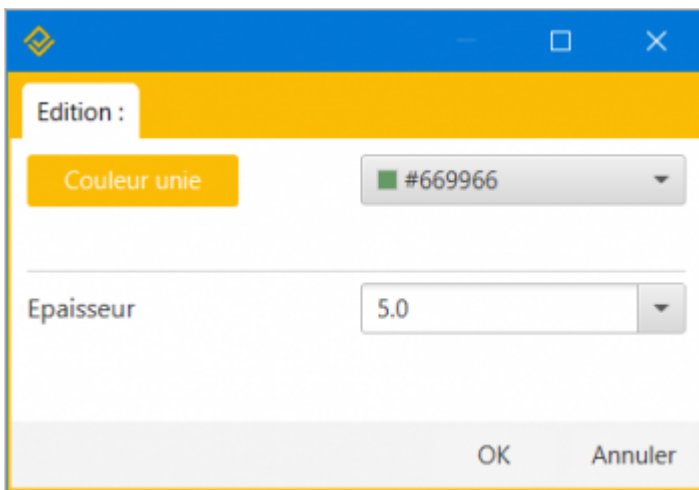 Edition :
Couleur unie
#669966
Epaisseur
5.0
OK
Annuler